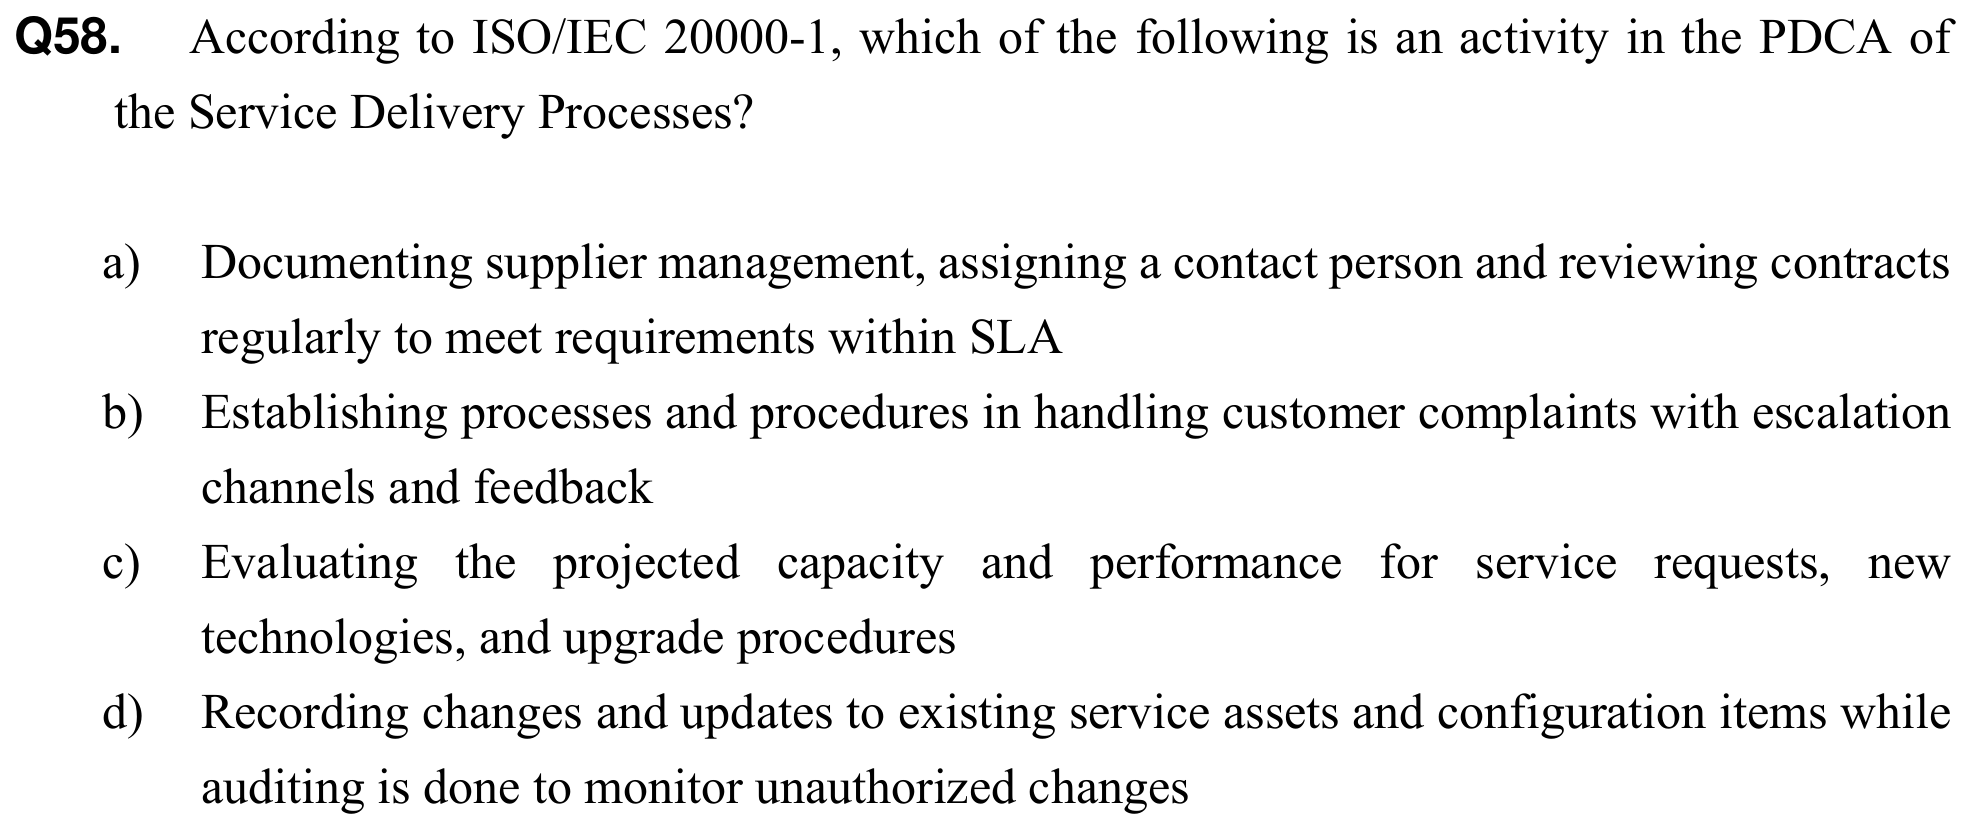 Q58. According to ISO/IEC 20000-1, which of the following is an activity in the PDCA of
the Service Delivery Processes?
a) Documenting supplier management, assigning a contact person and reviewing contracts
regularly to meet requirements within SLA
b) Establishing processes and procedures in handling customer complaints with escalation
channels and feedback
c) Evaluating the projected capacity and performance for service requests, new
technologies, and upgrade procedures
d) Recording changes and updates to existing service assets and configuration items while
auditing is done to monitor unauthorized changes